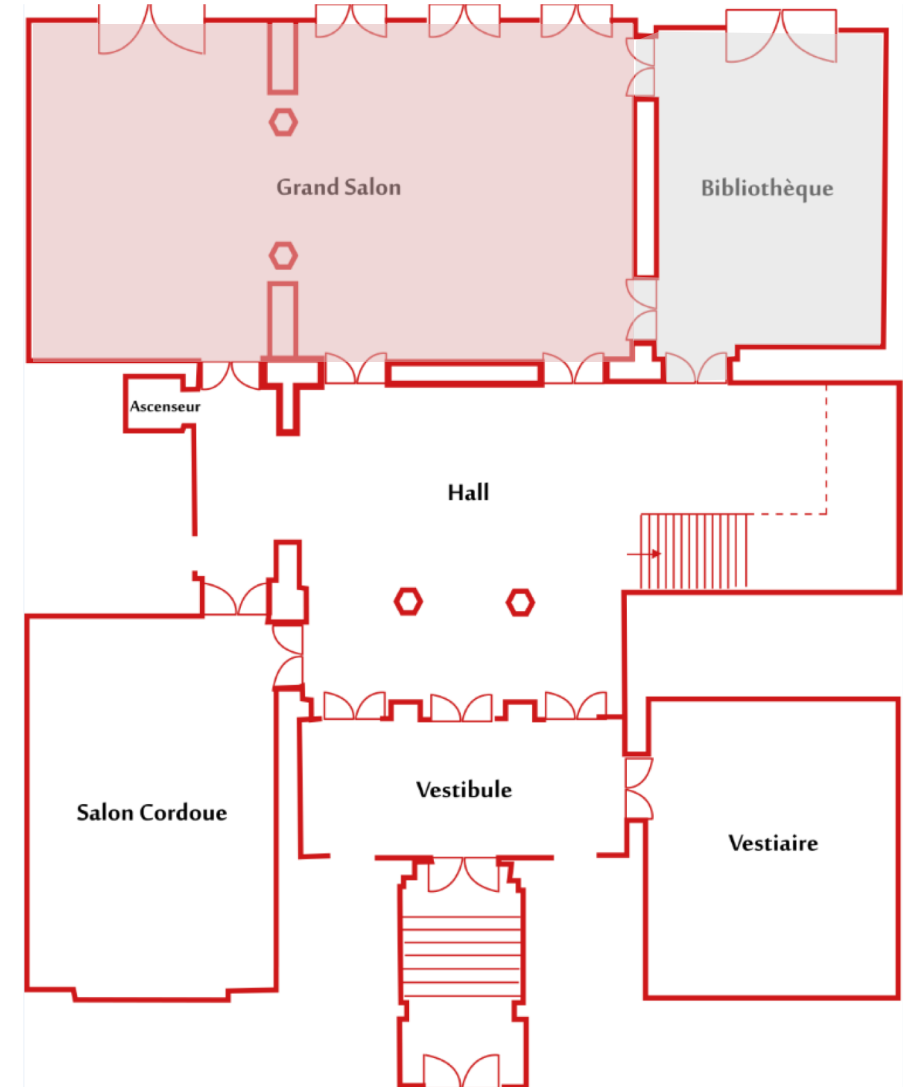 Grand Salon
Bibliothèque
Ascenseur
Hall
Vestibule
Salon Cordoue
Vestiaire